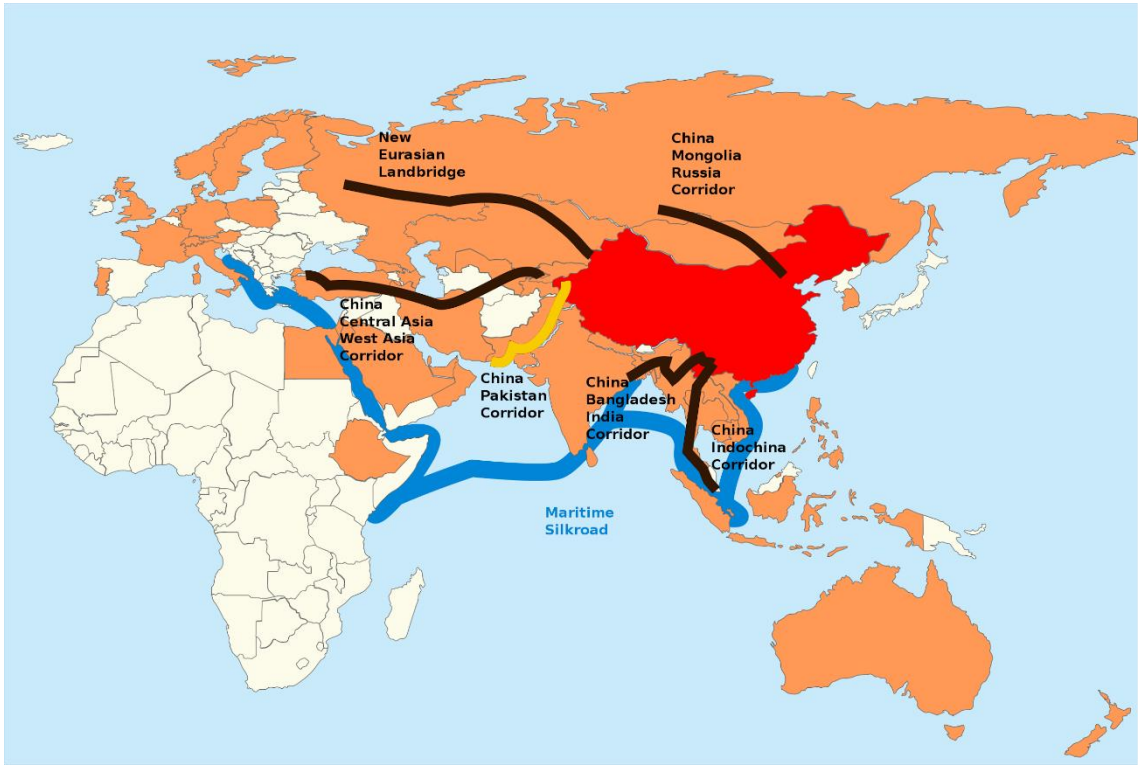 New
Eurasian
Landbridge
China
Mongolia
Russia
Corridor
China
Central Asia
West Asia
Corridor
China
Pakistan
Corridor
China
Bangladesh
India
Corridor
China
Indochina
Corridor
Maritime
Silkroad